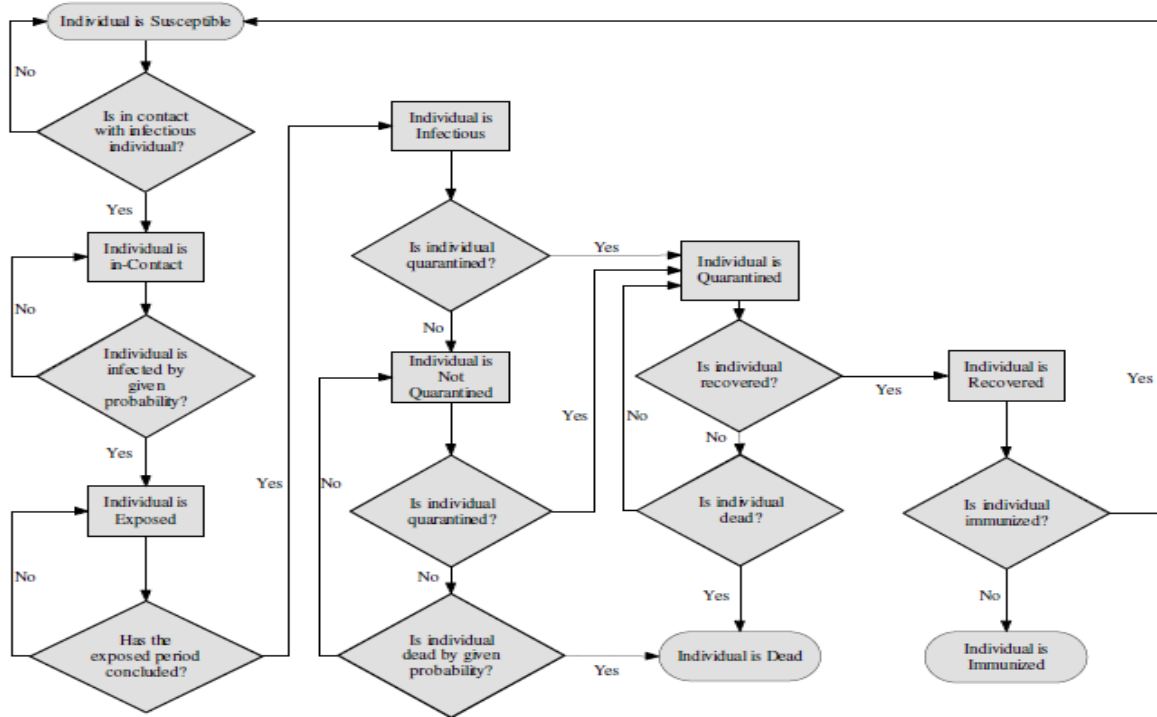 Individual is Susceptible
No
Is in contact
with infectious
individual?
Yes
Individual is
in-Contact
No
Individual is
infected by
given
probability?
Yes
Individual is
Exposed
No
Has the
exposed period
concluded?
Yes
Individual is
Infectious
Is individual
quarantined?
Yes
No
Individual is
Not
Quarantined
No
Is individual
quarantined?
Yes
No
Is individual
dead by given
probability?
Yes
Individual is
Quarantined
Is individual
recovered?
Yes
No
No
Is individual
dead?
Yes
Individual is Dead
Individual is
Recovered
Yes
Is individual
immunized?
No
Individual is
Immunized